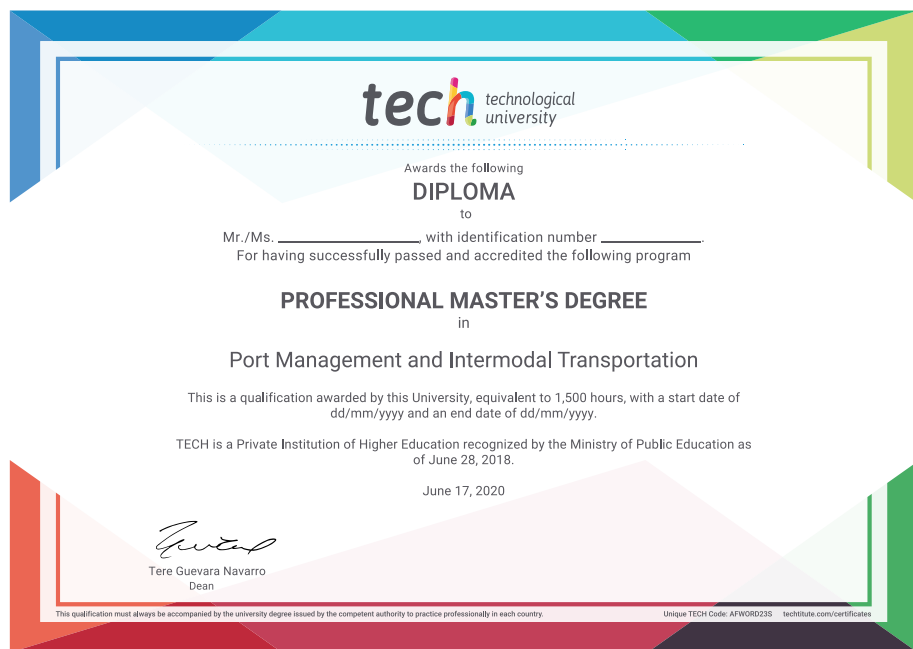 tech technological
university
Awards the following
DIPLOMA
to
Mr./Ms. ____________________, with identification number ______________.
For having successfully passed and accredited the following program
PROFESSIONAL MASTER'S DEGREE
in
Port Management and Intermodal Transportation
This is a qualification awarded by this University, equivalent to 1,500 hours, with a start date of
dd/mm/yyyy and an end date of dd/mm/yyyy.
TECH is a Private Institution of Higher Education recognized by the Ministry of Public Education as
of June 28, 2018.
June 17, 2020
Tere Guevara Navarro
Dean
This qualification must always be accompanied by the university degree issued by the competent authority to practice professionally in each country. Unique TECH Code: AFWORD23S techtitute.com/certificates